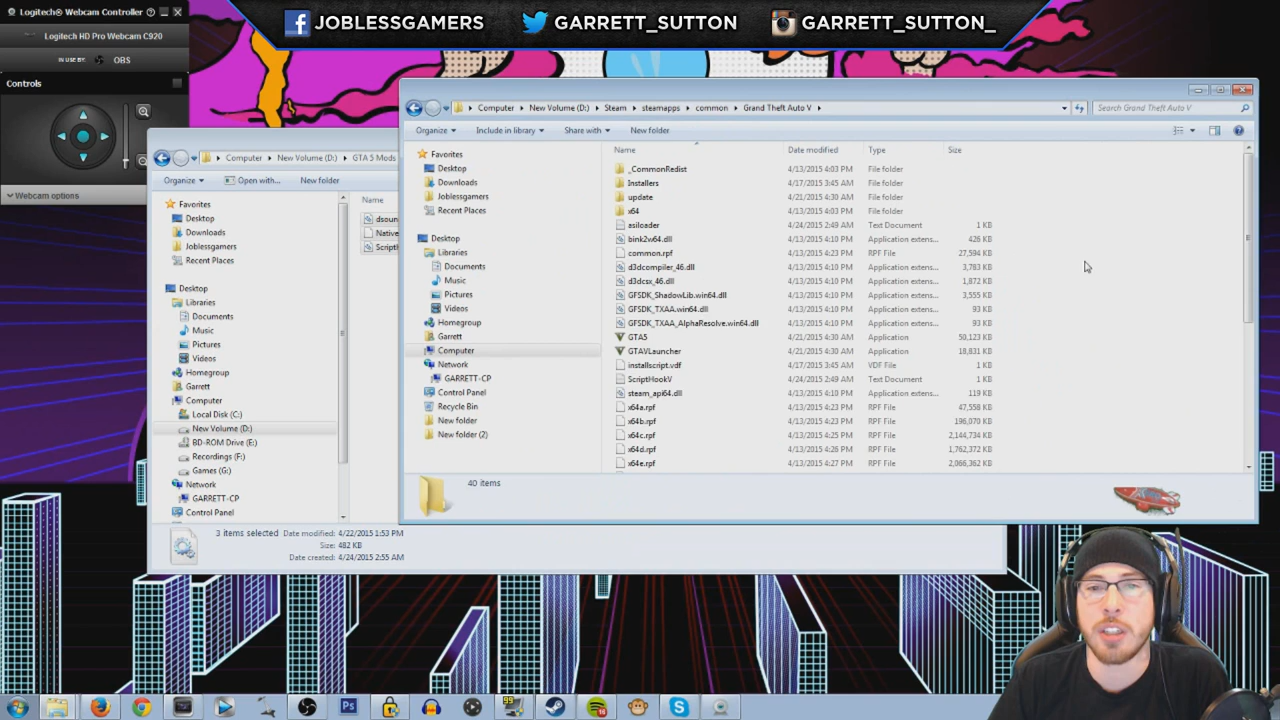 Logitech® Webcam Controller
Logitech HD Pro Webcam C920
IN USE BY: OBS
Controls
Webcam options
JOBLESSGAMERS
GARRETT_SUTTON
GARRETT_SUTTON_
Computer ▸ New Volume (D:) ▸ GTA 5 Mods
Organize Open with... New folder
Favorites
Desktop
Downloads
Joblessgamers
Recent Places
Desktop
Libraries
Documents
Music
Pictures
Videos
Homegroup
Garrett
Computer
Local Disk (C:)
New Volume (D:)
BD-ROM Drive (E:)
Recordings (F:)
Games (G:)
Network
GARRETT-CP
Control Panel
Name
dsoun
Native
Script
3 items selected Date modified: 4/22/2015 1:53 PM
Size: 482 KB
Date created: 4/24/2015 2:55 AM
Computer ▸ New Volume (D:) ▸ Steam ▸ steamapps ▸ common ▸ Grand Theft Auto V ▸
Search Grand Theft Auto V
Organize Include in library Share with New folder
Favorites
Desktop
Downloads
Joblessgamers
Recent Places
Desktop
Libraries
Documents
Music
Pictures
Videos
Homegroup
Garrett
Computer
Network
GARRETT-CP
Control Panel
Recycle Bin
New folder
New folder (2)
Name Date modified Type Size
_CommonRedist 4/13/2015 4:03 PM File folder
Installers 4/17/2015 3:45 AM File folder
update 4/21/2015 4:30 AM File folder
x64 4/13/2015 4:03 PM File folder
asiloader 4/24/2015 2:49 AM Text Document 1 KB
bink2w64.dll 4/13/2015 4:10 PM Application extens... 426 KB
common.rpf 4/13/2015 4:23 PM RPF File 27,594 KB
d3dcompiler_46.dll 4/13/2015 4:10 PM Application extens... 3,783 KB
d3dcsx_46.dll 4/13/2015 4:10 PM Application extens... 1,872 KB
GFSDK_ShadowLib.win64.dll 4/13/2015 4:10 PM Application extens... 3,555 KB
GFSDK_TXAA.win64.dll 4/13/2015 4:10 PM Application extens... 93 KB
GFSDK_TXAA_AlphaResolve.win64.dll 4/13/2015 4:10 PM Application extens... 93 KB
GTA5 4/21/2015 4:30 AM Application 50,123 KB
GTAVLauncher 4/21/2015 4:30 AM Application 18,831 KB
installscript.vdf 4/17/2015 3:45 AM VDF File 1 KB
ScriptHookV 4/24/2015 2:49 AM Text Document 1 KB
steam_api64.dll 4/13/2015 4:10 PM Application extens... 119 KB
x64a.rpf 4/13/2015 4:23 PM RPF File 47,558 KB
x64b.rpf 4/13/2015 4:23 PM RPF File 196,070 KB
x64c.rpf 4/13/2015 4:25 PM RPF File 2,144,734 KB
x64d.rpf 4/13/2015 4:26 PM RPF File 1,762,372 KB
x64e.rpf 4/13/2015 4:27 PM RPF File 2,066,362 KB
40 items